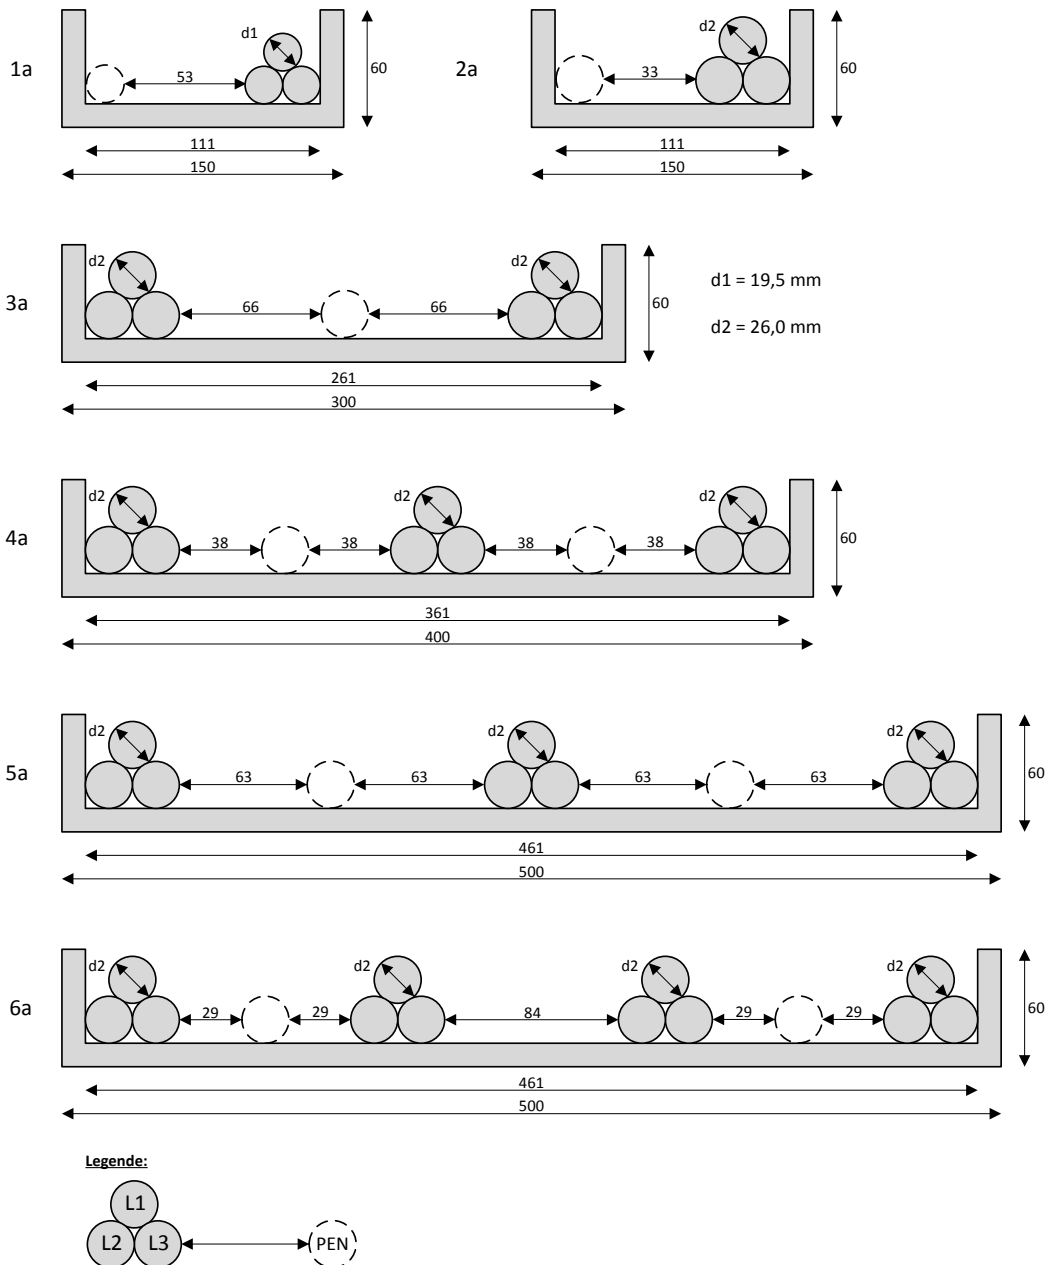 d1
d2
1a
53
60
2a
33
60
111
111
150
150
d2
d2
d1 = 19,5 mm
3a
66
66
60
d2 = 26,0 mm
261
300
d2
d2
d2
4a
38
38
38
38
60
361
400
d2
d2
d2
5a
63
63
63
63
60
461
500
d2
d2
d2
d2
6a
29
29
84
29
29
60
461
500
Legende:
L1
L2
L3
PEN